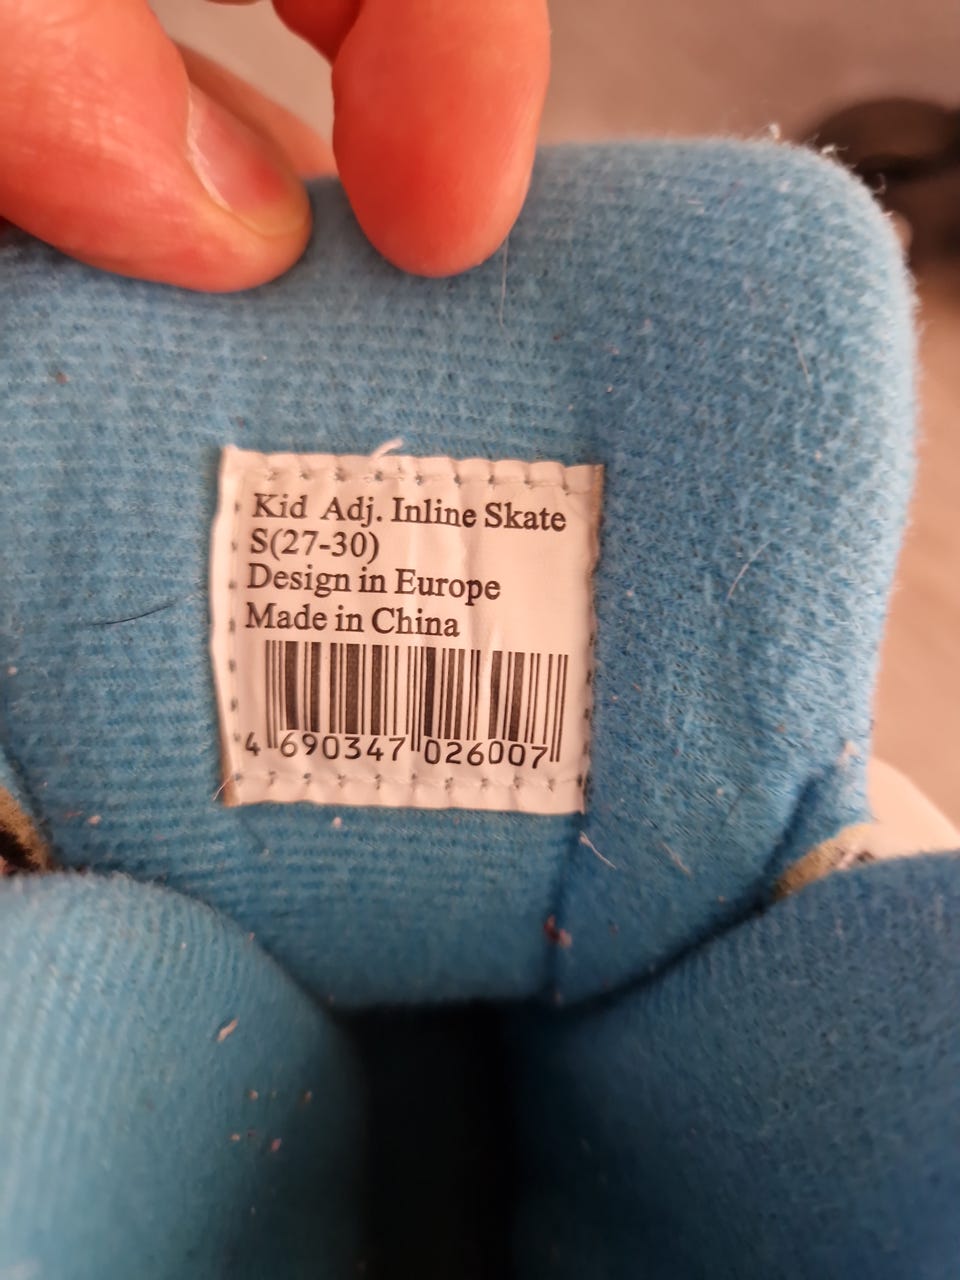 Kid Adj. Inline Skate
S(27-30)
Design in Europe
Made in China
4 690347 026007